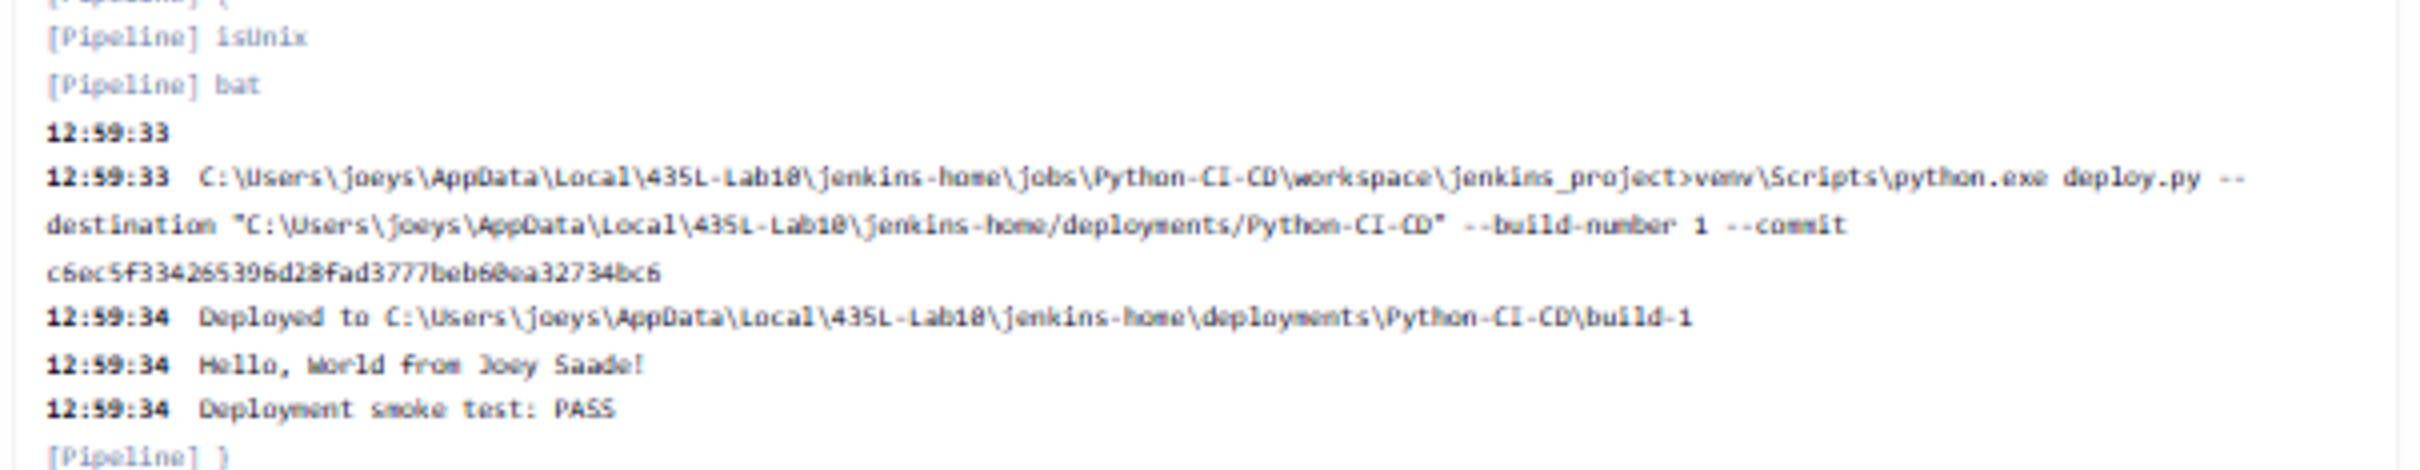 [Pipeline] {
[Pipeline] isUnix
[Pipeline] bat
12:59:33
12:59:33 C:\Users\joeys\AppData\Local\435L-Lab10\jenkins-home\jobs\Python-CI-CD\workspace\jenkins_project>venv\Scripts\python.exe deploy.py --
destination "C:\Users\joeys\AppData\Local\435L-Lab10\jenkins-home/deployments/Python-CI-CD" --build-number 1 --commit
c6ec5f334265396d28fad3777beb60ea32734bc6
12:59:34 Deployed to C:\Users\joeys\AppData\Local\435L-Lab10\jenkins-home\deployments\Python-CI-CD\build-1
12:59:34 Hello, World from Joey Saade!
12:59:34 Deployment smoke test: PASS
[Pipeline] }